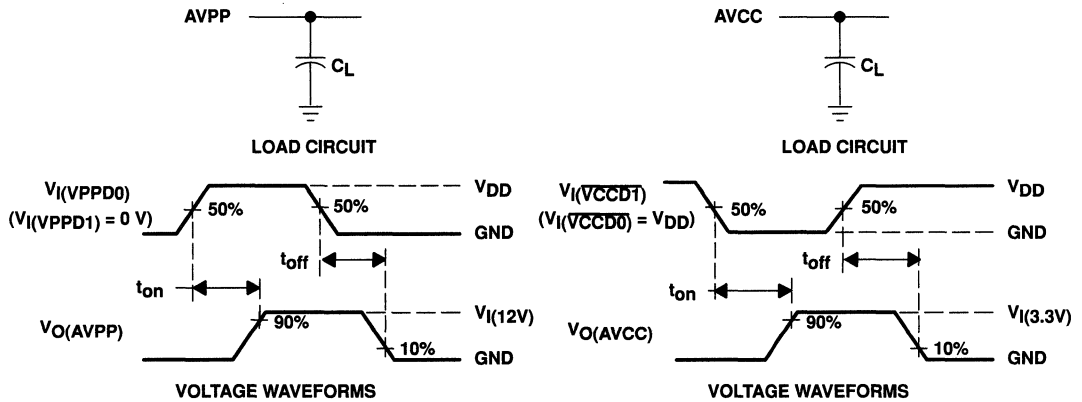 AVPP
CL
LOAD CIRCUIT
VI(VPPD0)
(VI(VPPD1) = 0 V)
50%
50%
VDD
GND
toff
ton
VO(AVPP)
90%
10%
VI(12V)
GND
VOLTAGE WAVEFORMS
AVCC
CL
LOAD CIRCUIT
VI(V̅C̅C̅D̅1̅)
(VI(V̅C̅C̅D̅0̅) = VDD)
50%
50%
VDD
GND
toff
ton
VO(AVCC)
90%
10%
VI(3.3V)
GND
VOLTAGE WAVEFORMS